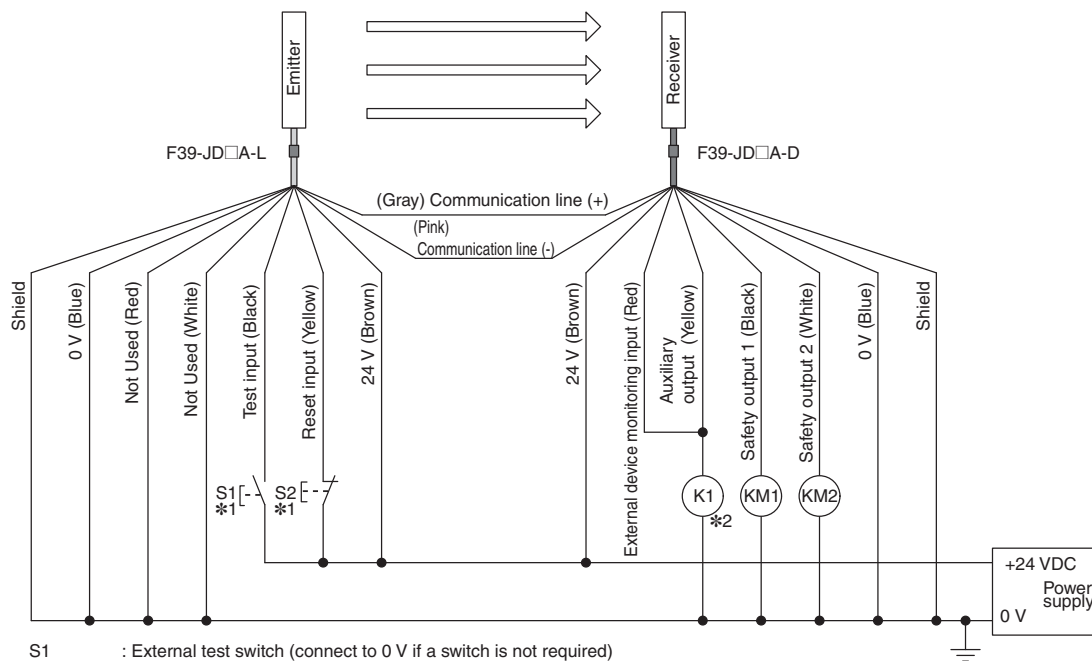 Emitter
Receiver
F39-JD□A-L
F39-JD□A-D
(Gray) Communication line (+)
(Pink)
Communication line (-)
Shield
0 V (Blue)
Not Used (Red)
Not Used (White)
Test input (Black)
Reset input (Yellow)
24 V (Brown)
24 V (Brown)
External device monitoring input (Red)
Auxiliary
output (Yellow)
Safety output 1 (Black)
Safety output 2 (White)
0 V (Blue)
Shield
S1
*1
S2
*1
K1
*2
KM1
KM2
+24 VDC
Power
supply
0 V
S1 : External test switch (connect to 0 V if a switch is not required)